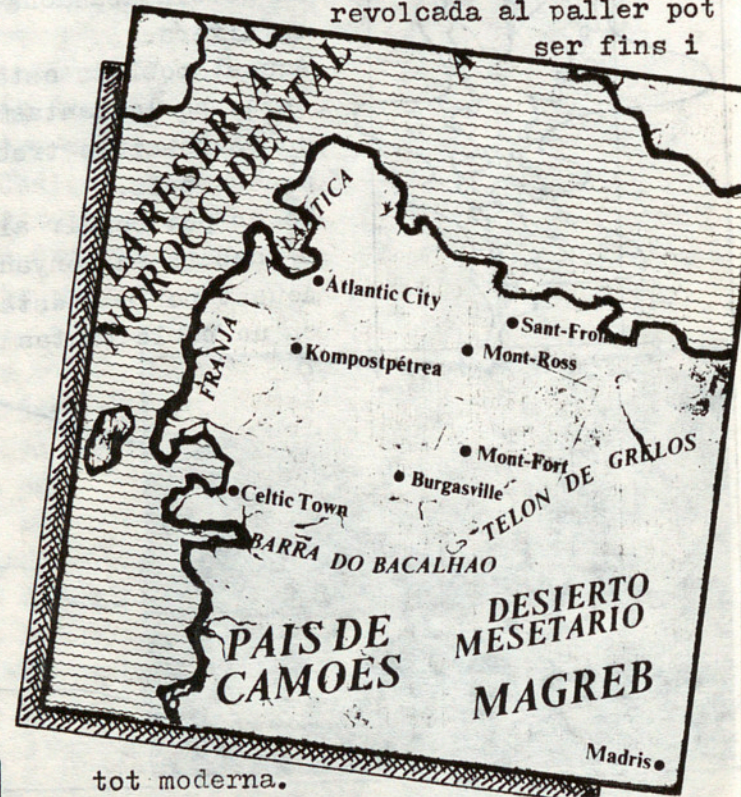 revolcada al paller pot
ser fins i
LA RESERVA
NOROCCIDENTAL
A
FRANJA ATLANTICA
Atlantic City
Kompostpétrea
Mont-Ross
Mont-Fort
Burgasville
Celtic Town
TELON DE GRELOS
BARRA DO BACALHAO
PAIS DE
CAMOES
DESIERTO
MESETARIO
MAGREB
Madris
tot moderna.